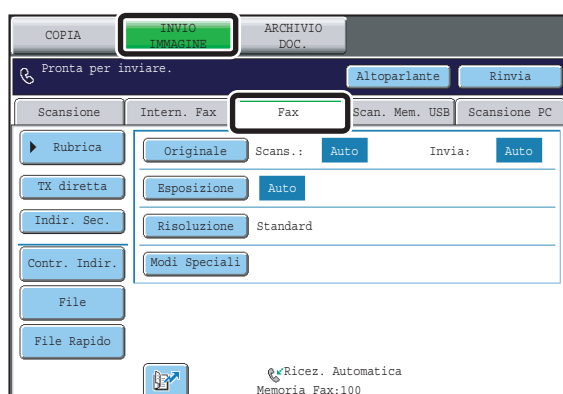 COPIA
INVIO
IMMAGINE
ARCHIVIO
DOC.
Pronta per inviare.
Altoparlante
Rinvia
Scansione
Intern. Fax
Fax
Scan. Mem. USB
Scansione PC
Rubrica
Originale
Scans.:
Auto
Invia:
Auto
TX diretta
Esposizione
Auto
Indir. Sec.
Risoluzione
Standard
Contr. Indir.
Modi Speciali
File
File Rapido
Ricez. Automatica
Memoria Fax:100